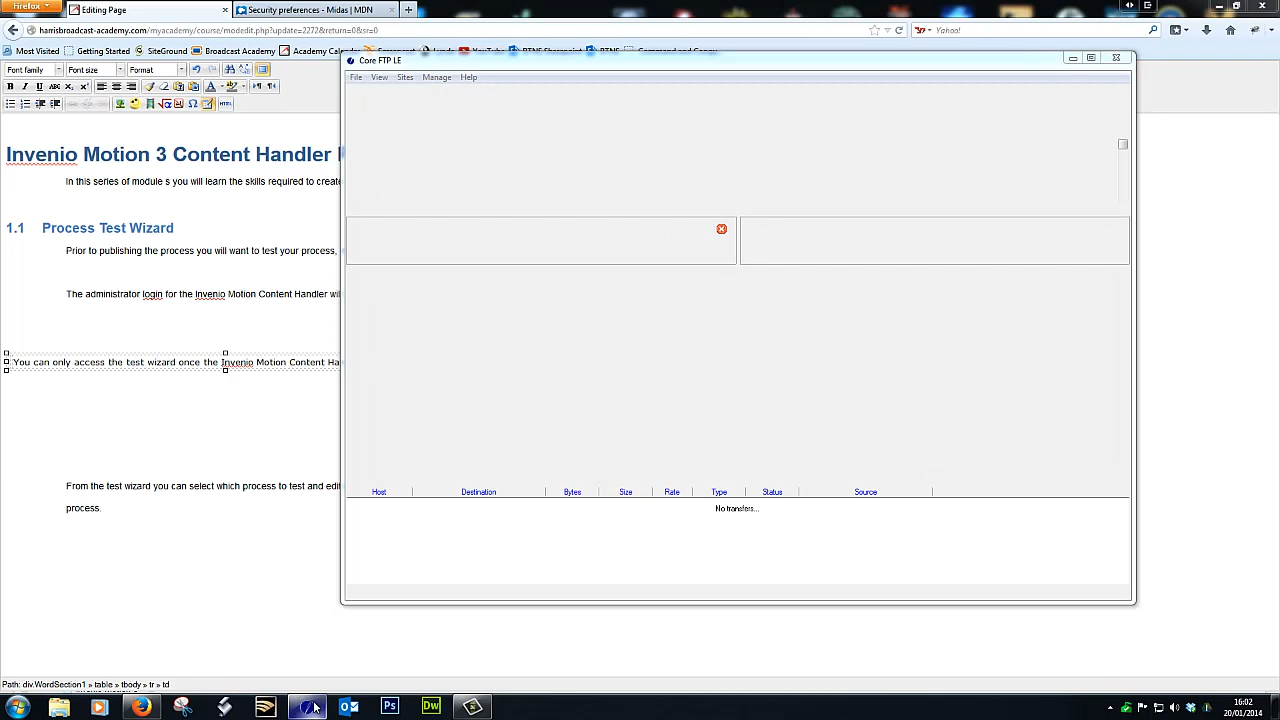 Firefox
Editing Page
Security preferences - Midas | MDN
harrisbroadcast-academy.com/myacademy/course/modedit.php?update=2272&return=0&sr=0
Yahoo!
Most Visited
Getting Started
SiteGround
Broadcast Academy
Core FTP LE
Font family
Font size
Format
File
View
Sites
Manage
Help
HTML
Invenio Motion 3 Content Handler
In this series of module s you will learn the skills required to create
1.1 Process Test Wizard
Prior to publishing the process you will want to test your process,
The administrator login for the Invenio Motion Content Handler wil
You can only access the test wizard once the Invenio Motion Content Ha
From the test wizard you can select which process to test and edi
process.
Host
Destination
Bytes
Size
Rate
Type
Status
Source
No transfers...
Path: div.WordSection1 » table » tbody » tr » td
Ps
Dw
16:02
20/01/2014